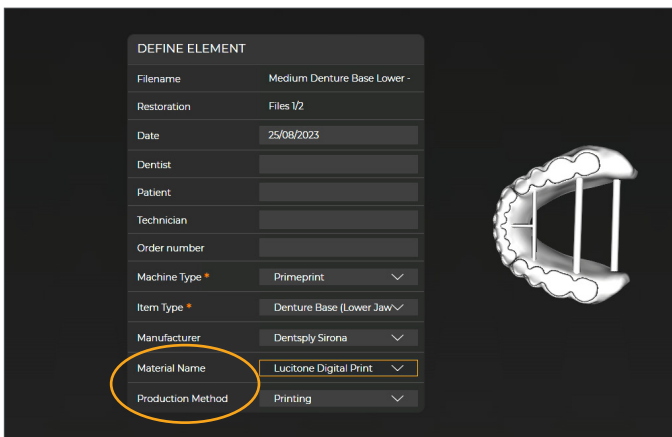 DEFINE ELEMENT
Filename Medium Denture Base Lower -
Restoration Files 1/2
Date 25/08/2023
Dentist
Patient
Technician
Order number
Machine Type * Primeprint
Item Type * Denture Base (Lower Jaw
Manufacturer Dentsply Sirona
Material Name Lucitone Digital Print
Production Method Printing